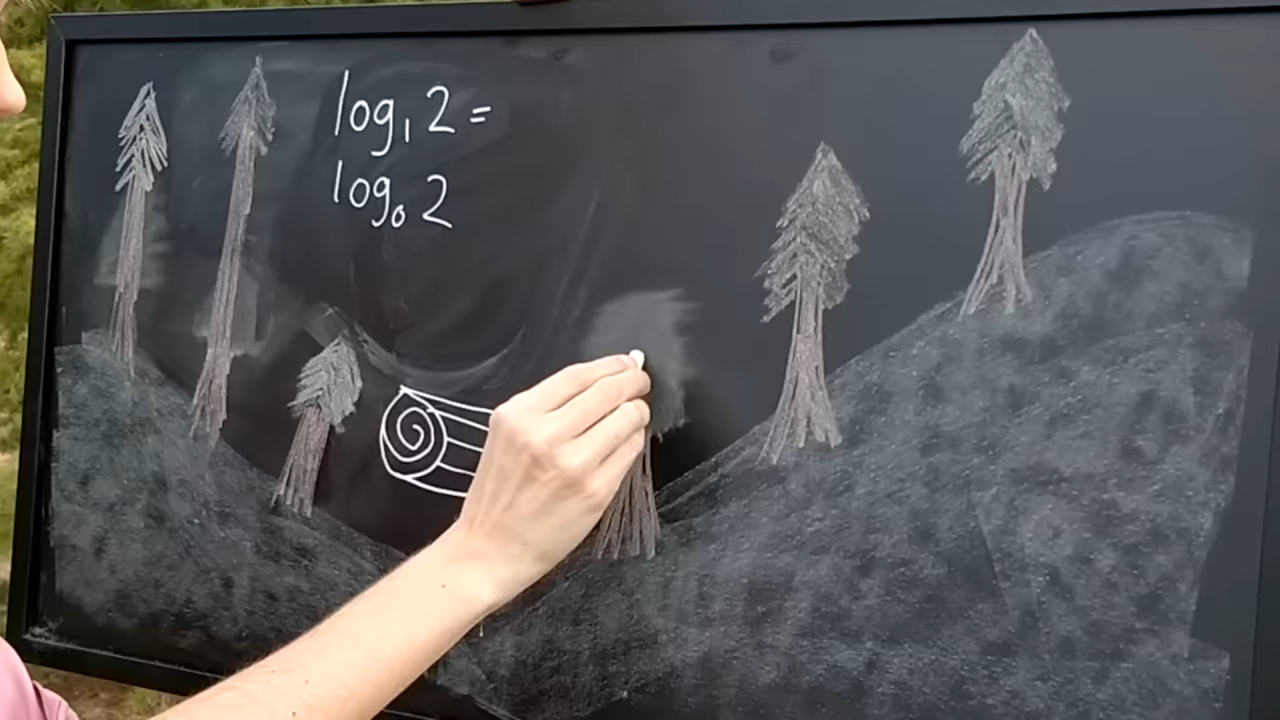 log₁ 2 =
log₀ 2